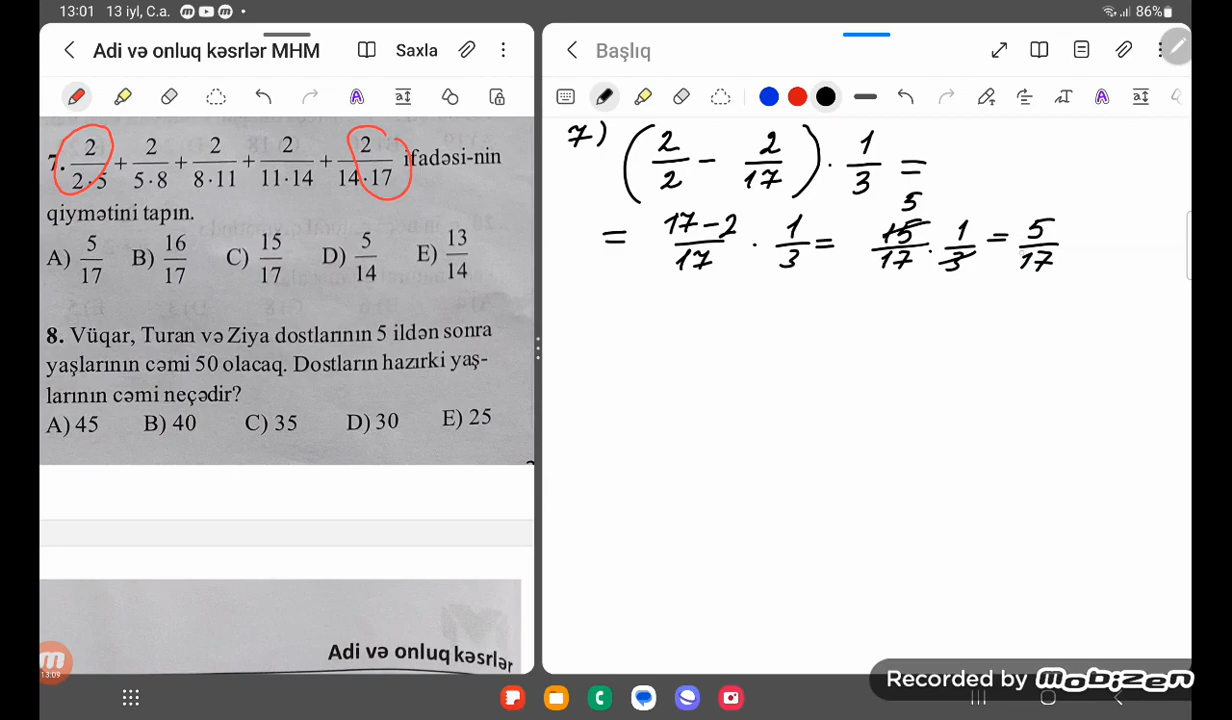 13:01 13 iyl, C.a. 86%
Adi və onluq kəsrlər MHM Saxla
7. 2/(2·5) + 2/(5·8) + 2/(8·11) + 2/(11·14) + 2/(14·17) ifadəsi-nin
qiymətini tapın.
A) 5/17 B) 16/17 C) 15/17 D) 5/14 E) 13/14
8. Vüqar, Turan və Ziya dostlarının 5 ildən sonra
yaşlarının cəmi 50 olacaq. Dostların hazırki yaş-
larının cəmi neçədir?
A) 45 B) 40 C) 35 D) 30 E) 25
Adi və onluq kəsrlər
13:09
Başlıq
7) (2/2 - 2/17) · 1/3 =
= (17-2)/17 · 1/3 = 15/17 · 1/3 = 5/17
5
Recorded by mobizen